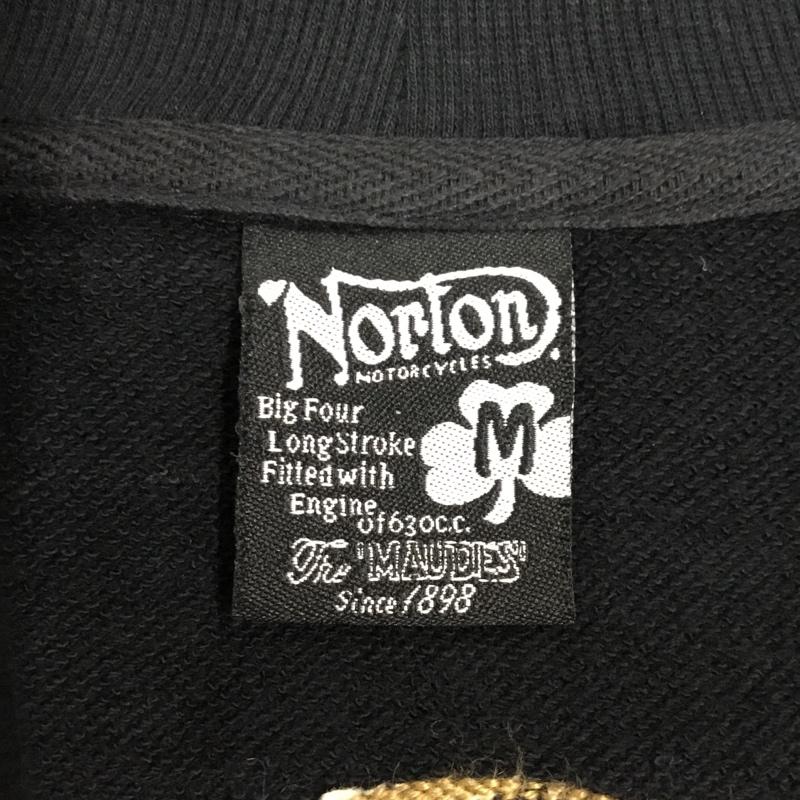 Norton.
MOTORCYCLES
Big Four
Long Stroke
Fitted with
Engine
of 630c.c.
M
The "MAUDES"
Since 1898